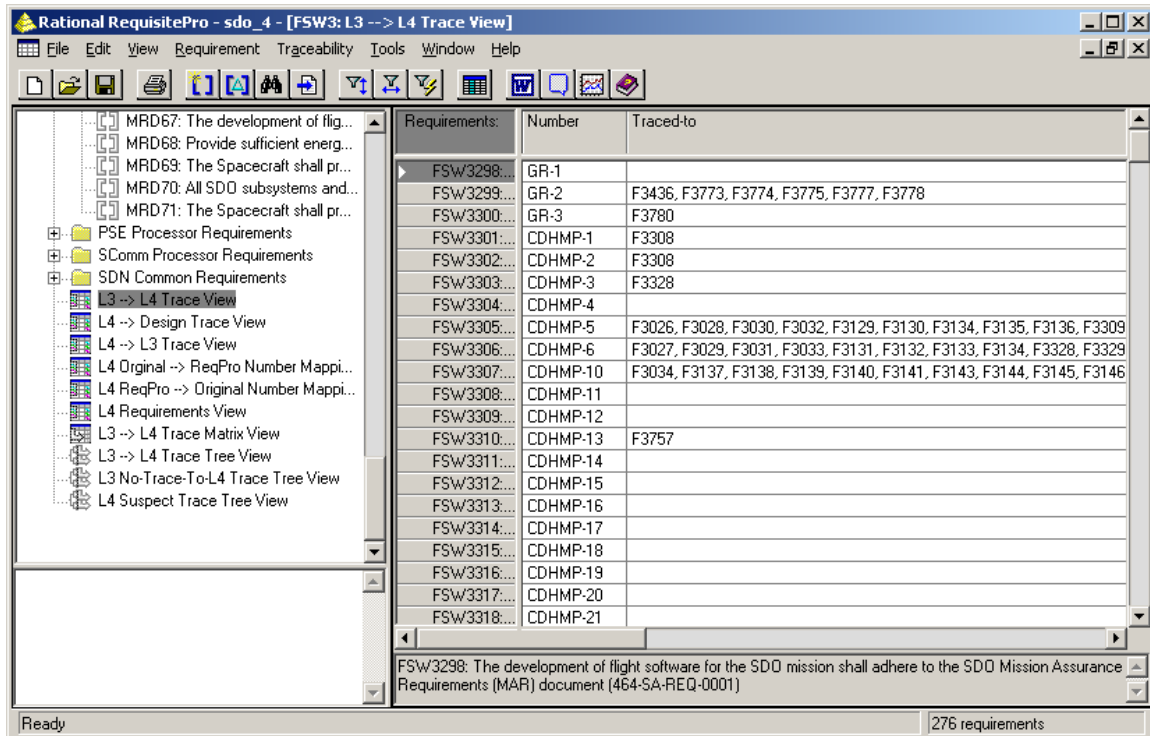 Rational RequisitePro - sdo_4 - [FSW3: L3 --> L4 Trace View]
File Edit View Requirement Traceability Tools Window Help
MRD67: The development of flig...
MRD68: Provide sufficient energ...
MRD69: The Spacecraft shall pr...
MRD70: All SDO subsystems and...
MRD71: The Spacecraft shall pr...
PSE Processor Requirements
SComm Processor Requirements
SDN Common Requirements
L3 --> L4 Trace View
L4 --> Design Trace View
L4 --> L3 Trace View
L4 Orginal --> ReqPro Number Mappi...
L4 ReqPro --> Original Number Mappi...
L4 Requirements View
L3 --> L4 Trace Matrix View
L3 --> L4 Trace Tree View
L3 No-Trace-To-L4 Trace Tree View
L4 Suspect Trace Tree View
Requirements: Number Traced-to
FSW3298:... GR-1
FSW3299:... GR-2 F3436, F3773, F3774, F3775, F3777, F3778
FSW3300:... GR-3 F3780
FSW3301:... CDHMP-1 F3308
FSW3302:... CDHMP-2 F3308
FSW3303:... CDHMP-3 F3328
FSW3304:... CDHMP-4
FSW3305:... CDHMP-5 F3026, F3028, F3030, F3032, F3129, F3130, F3134, F3135, F3136, F3309
FSW3306:... CDHMP-6 F3027, F3029, F3031, F3033, F3131, F3132, F3133, F3134, F3328, F3329
FSW3307:... CDHMP-10 F3034, F3137, F3138, F3139, F3140, F3141, F3143, F3144, F3145, F3146
FSW3308:... CDHMP-11
FSW3309:... CDHMP-12
FSW3310:... CDHMP-13 F3757
FSW3311:... CDHMP-14
FSW3312:... CDHMP-15
FSW3313:... CDHMP-16
FSW3314:... CDHMP-17
FSW3315:... CDHMP-18
FSW3316:... CDHMP-19
FSW3317:... CDHMP-20
FSW3318:... CDHMP-21
FSW3298: The development of flight software for the SDO mission shall adhere to the SDO Mission Assurance
Requirements (MAR) document (464-SA-REQ-0001)
Ready 276 requirements